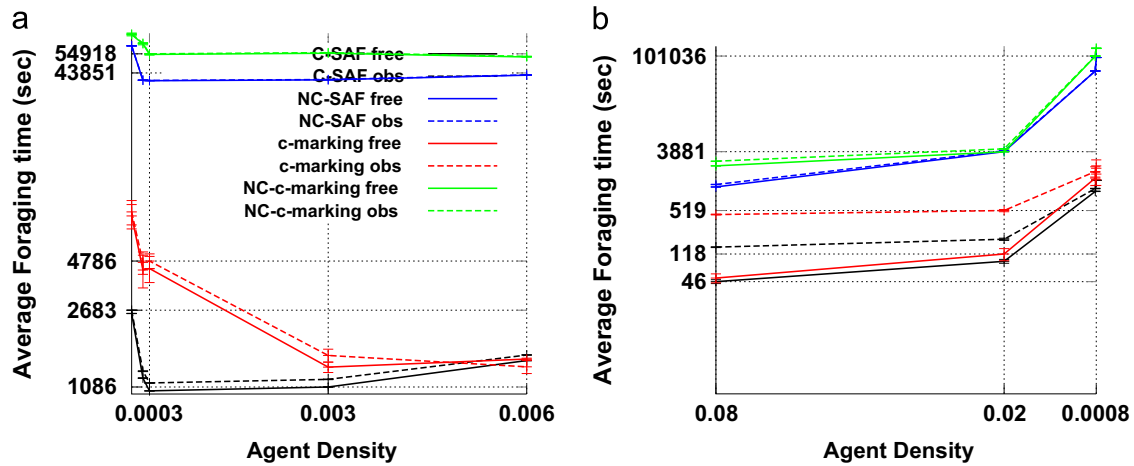 a
Average Foraging time (sec)
54918
43851
4786
2683
1086
C-SAF free
C-SAF obs
NC-SAF free
NC-SAF obs
c-marking free
c-marking obs
NC-c-marking free
NC-c-marking obs
0.0003
0.003
0.006
Agent Density
b
Average Foraging time (sec)
101036
3881
519
118
46
0.08
0.02
0.0008
Agent Density